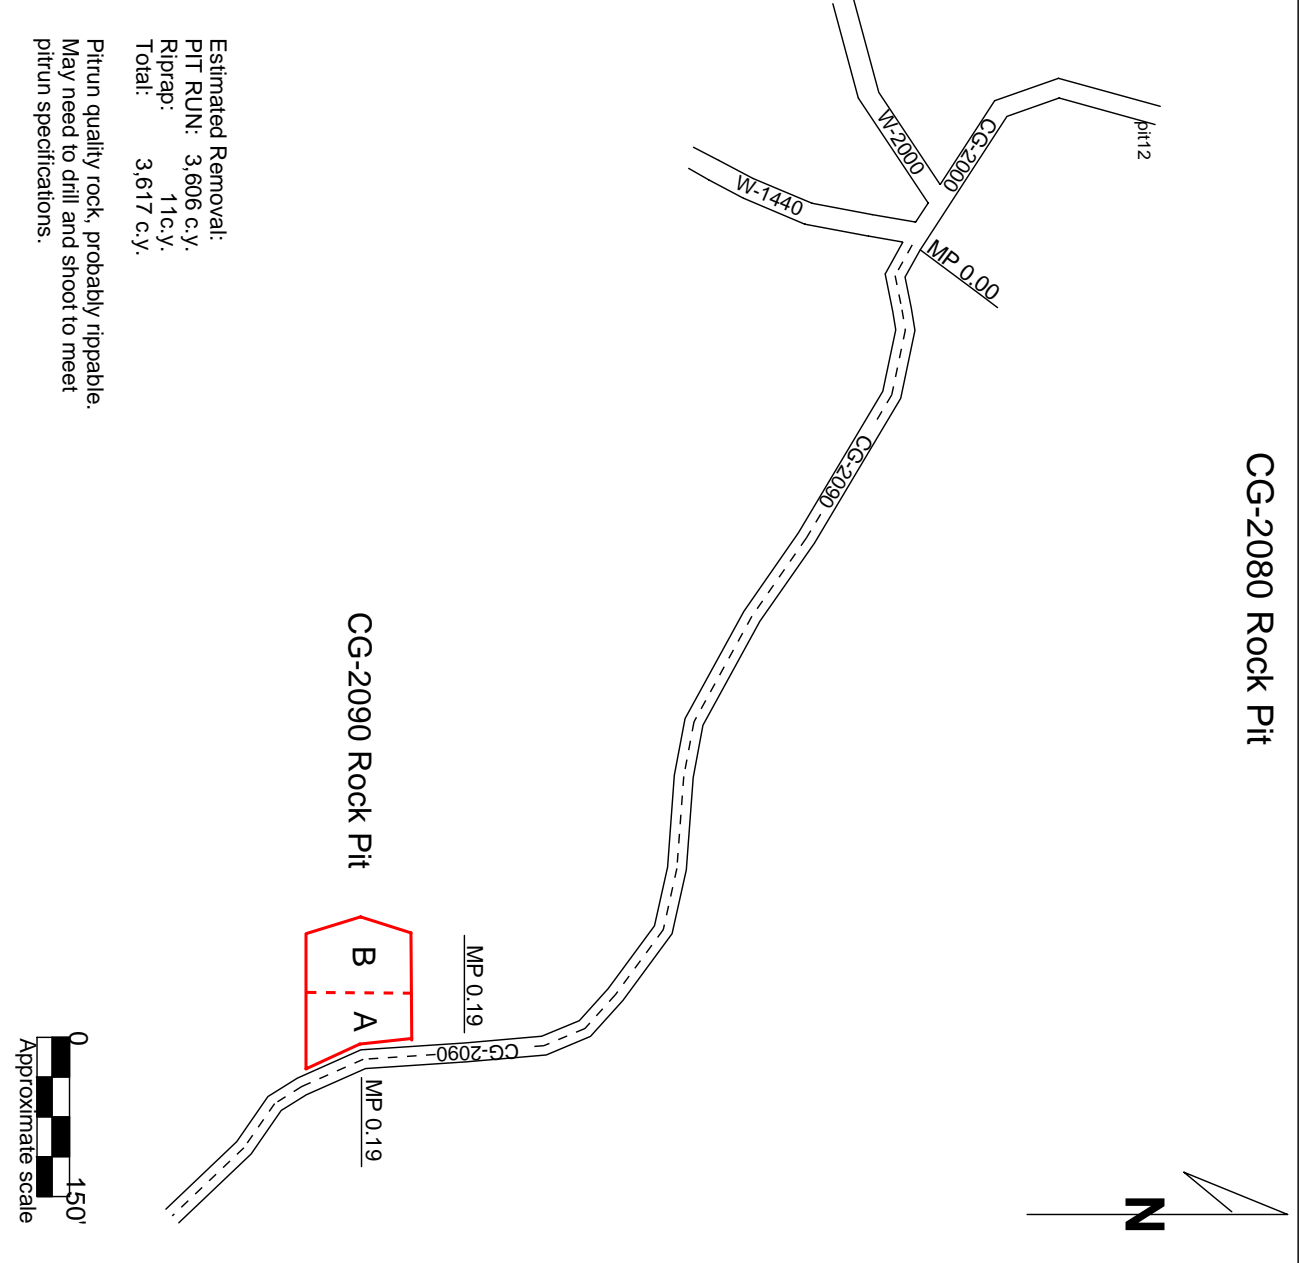 CG-2080 Rock Pit
pit12
CG-2000
W-2000
W-1440
MP 0.00
CG-2090
CG-2090 Rock Pit
B
A
MP 0.19
CG-2090
MP 0.19
Estimated Removal:
PIT RUN: 3,606 c.y.
Riprap: 11c.y.
Total: 3,617 c.y.
Pitrun quality rock, probably rippable.
May need to drill and shoot to meet
pitrun specifications.
N
0 150'
Approximate scale